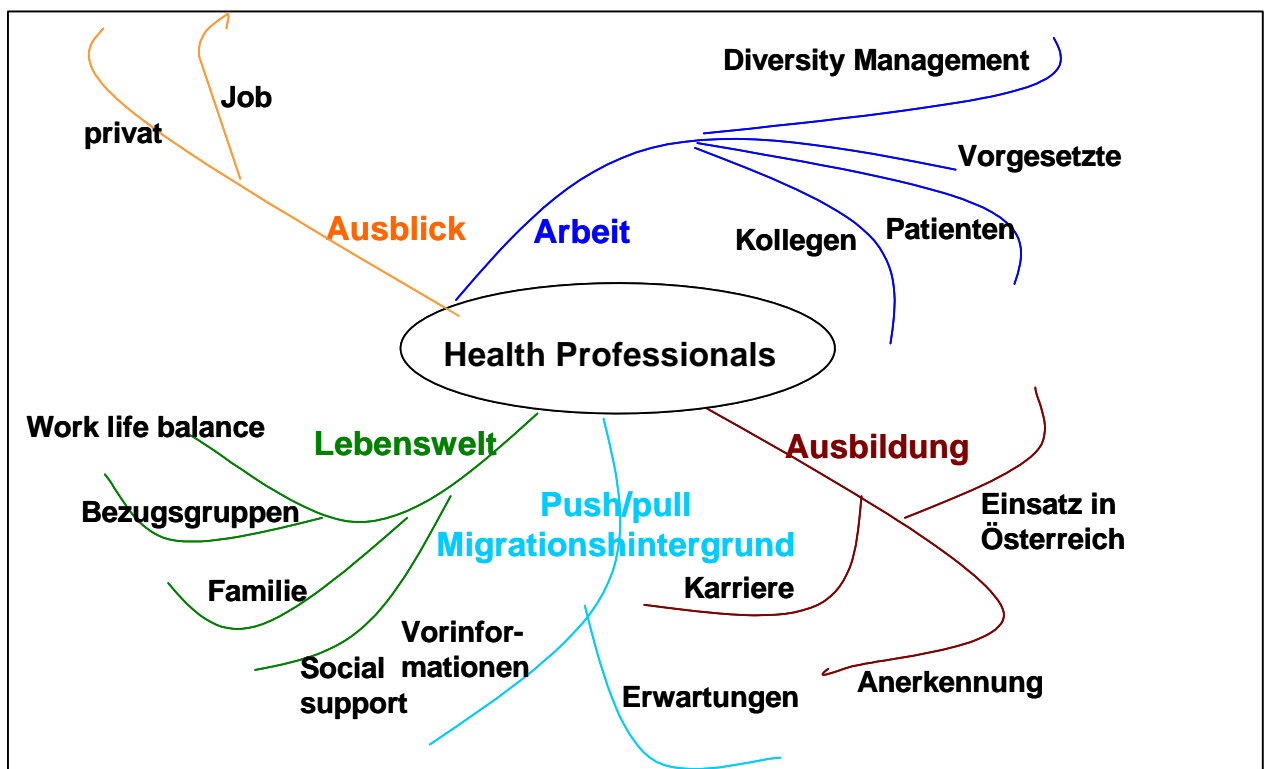 Diversity Management
Job
privat
Vorgesetzte
Ausblick
Arbeit
Kollegen
Patienten
Health Professionals
Work life balance
Lebenswelt
Ausbildung
Bezugsgruppen
Push/pull
Migrationshintergrund
Einsatz in
Österreich
Familie
Karriere
Vorinfor-
mationen
Social
support
Erwartungen
Anerkennung